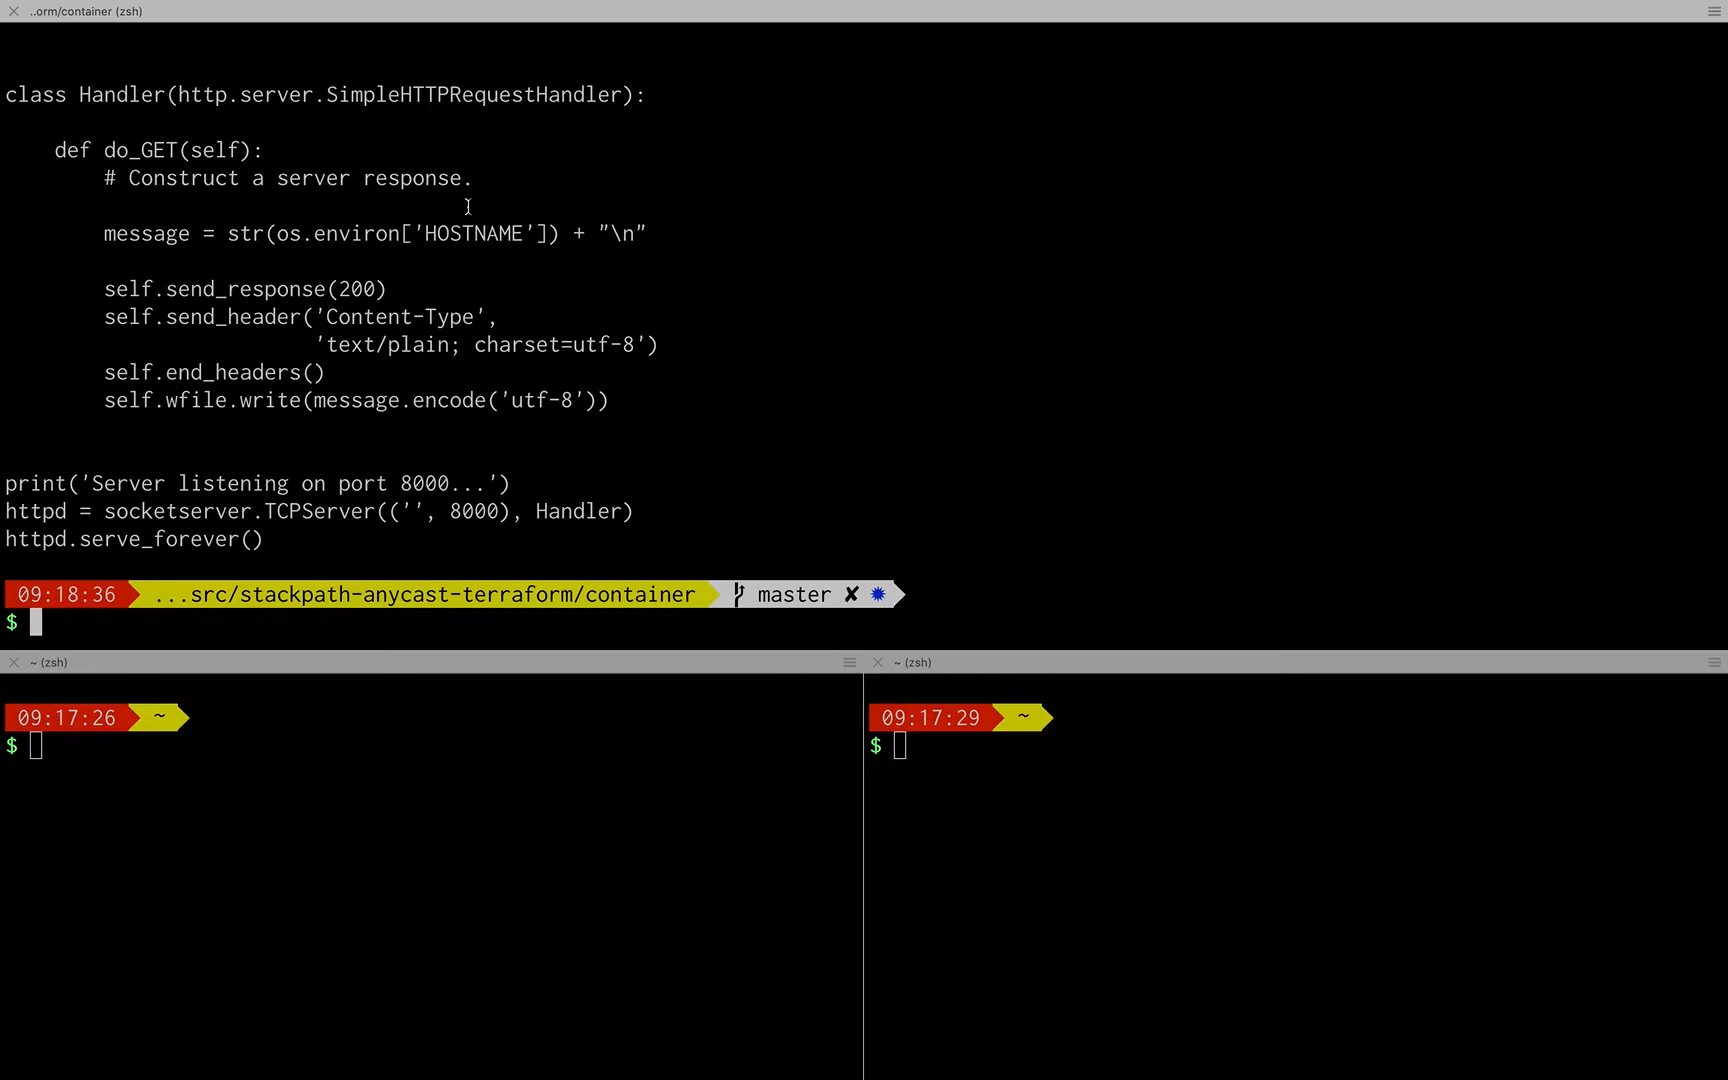 ..orm/container (zsh)
class Handler(http.server.SimpleHTTPRequestHandler):
    def do_GET(self):
        # Construct a server response.
        message = str(os.environ['HOSTNAME']) + "\n"
        self.send_response(200)
        self.send_header('Content-Type',
                         'text/plain; charset=utf-8')
        self.end_headers()
        self.wfile.write(message.encode('utf-8'))
print('Server listening on port 8000...')
httpd = socketserver.TCPServer(('', 8000), Handler)
httpd.serve_forever()
09:18:36 ...src/stackpath-anycast-terraform/container master ✘ ✹
$
~ (zsh)
09:17:26 ~
$
~ (zsh)
09:17:29 ~
$